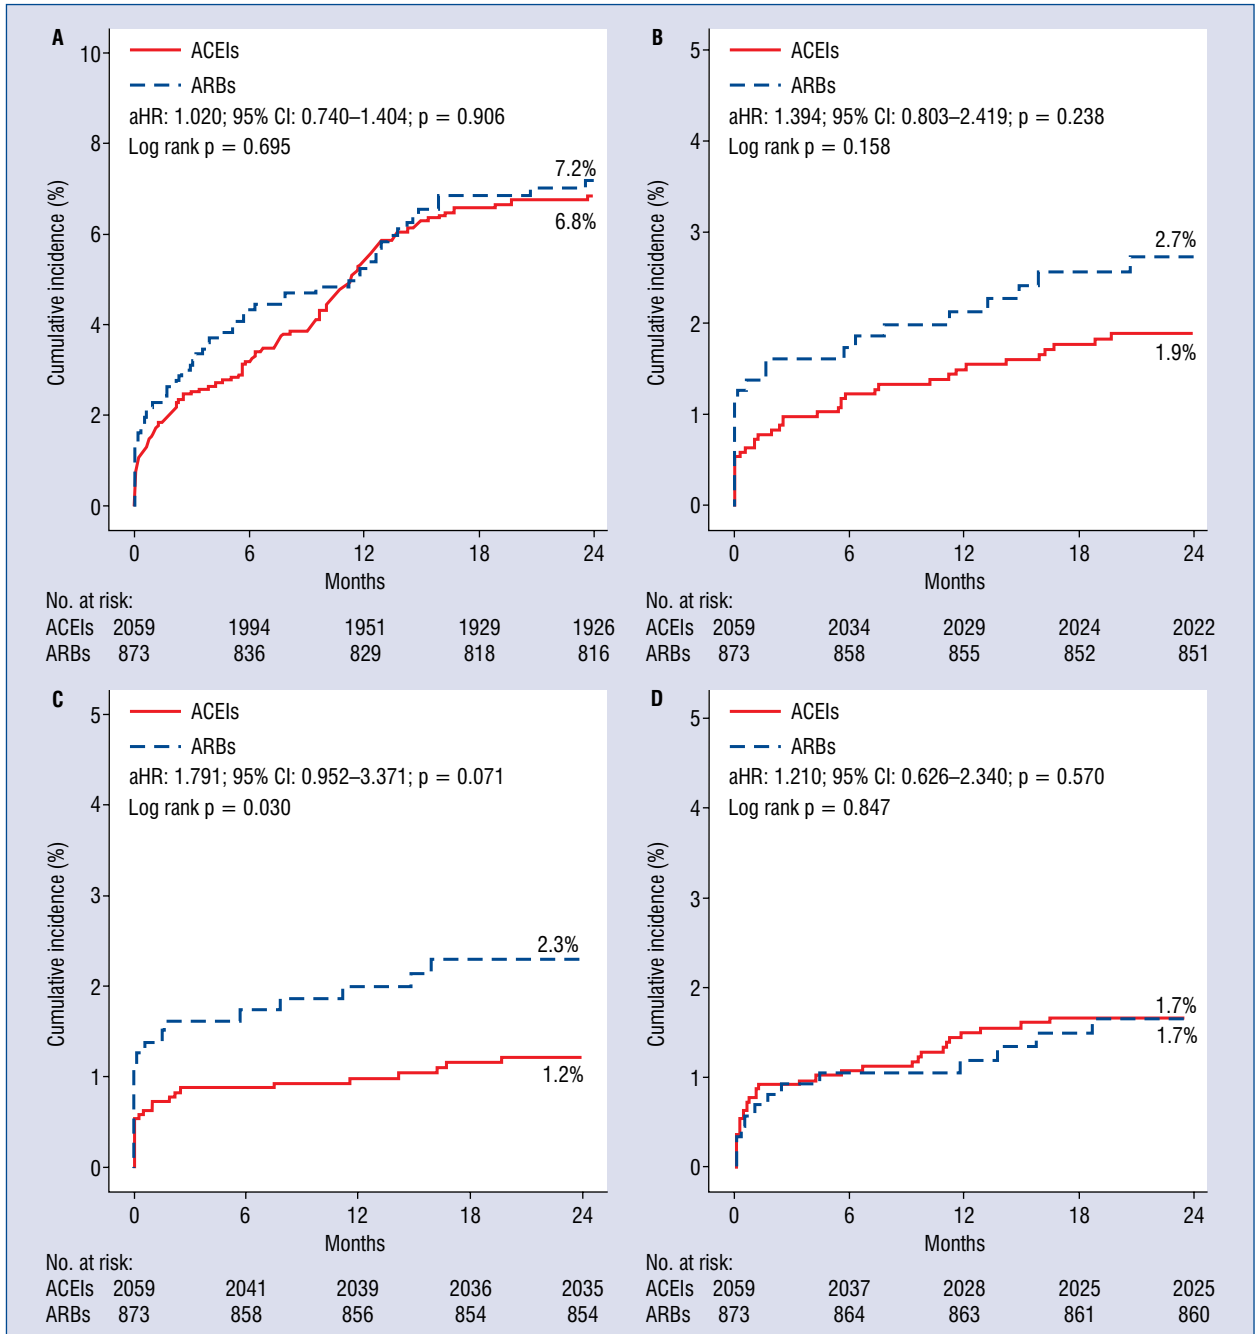 A
ACEIs
ARBs
aHR: 1.020; 95% CI: 0.740–1.404; p = 0.906
Log rank p = 0.695
Cumulative incidence (%)
10
8
6
4
2
0
7.2%
6.8%
0 6 12 18 24
Months
No. at risk:
ACEIs 2059 1994 1951 1929 1926
ARBs 873 836 829 818 816
B
ACEIs
ARBs
aHR: 1.394; 95% CI: 0.803–2.419; p = 0.238
Log rank p = 0.158
Cumulative incidence (%)
5
4
3
2
1
0
2.7%
1.9%
0 6 12 18 24
Months
No. at risk:
ACEIs 2059 2034 2029 2024 2022
ARBs 873 858 855 852 851
C
ACEIs
ARBs
aHR: 1.791; 95% CI: 0.952–3.371; p = 0.071
Log rank p = 0.030
Cumulative incidence (%)
5
4
3
2
1
0
2.3%
1.2%
0 6 12 18 24
Months
No. at risk:
ACEIs 2059 2041 2039 2036 2035
ARBs 873 858 856 854 854
D
ACEIs
ARBs
aHR: 1.210; 95% CI: 0.626–2.340; p = 0.570
Log rank p = 0.847
Cumulative incidence (%)
5
4
3
2
1
0
1.7%
1.7%
0 6 12 18 24
Months
No. at risk:
ACEIs 2059 2037 2028 2025 2025
ARBs 873 864 863 861 860